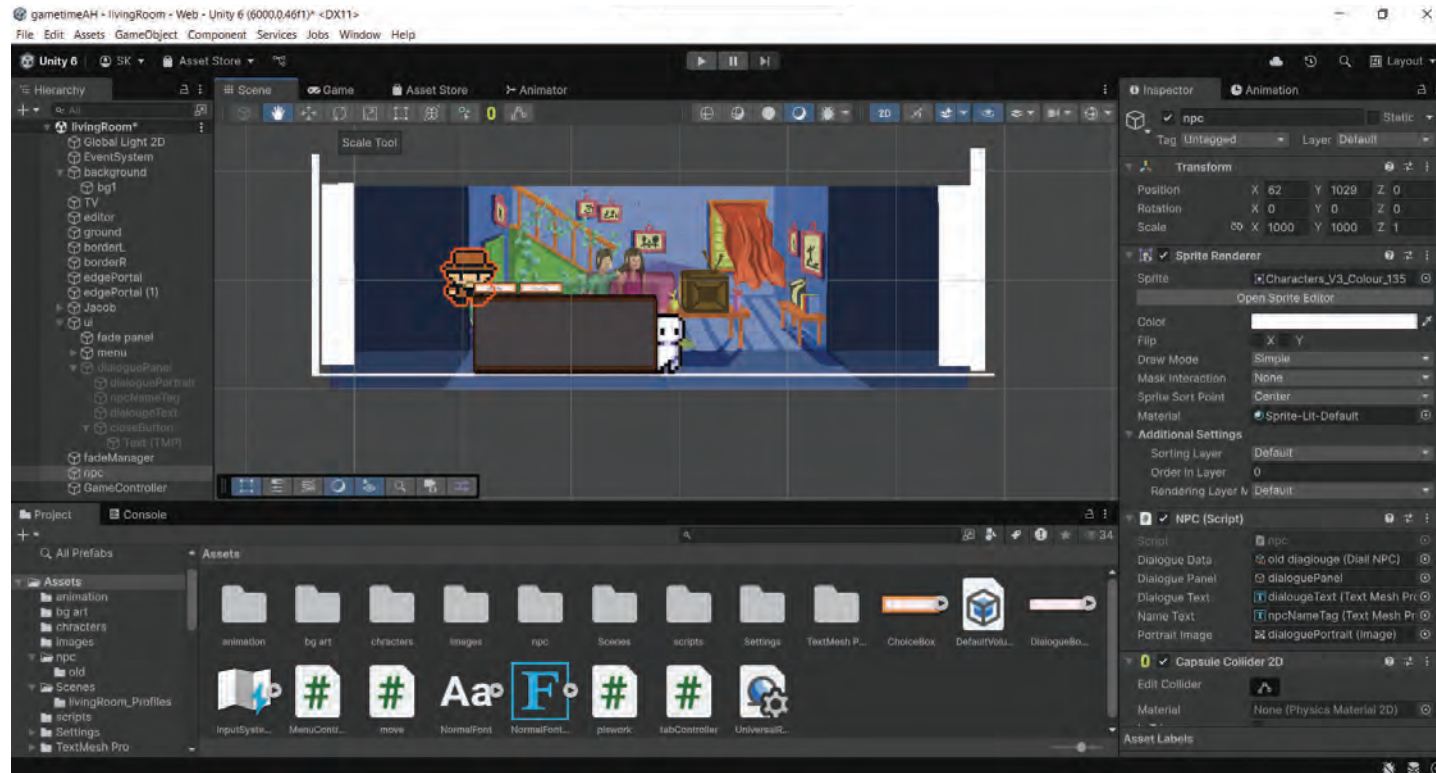 gametimeAH - livingRoom - Web - Unity 6 (6000.0.46f1)* <DX11>
File Edit Assets GameObject Component Services Jobs Window Help
Unity 6 SK Asset Store Layout
Hierarchy
Scene Game Asset Store Animator
Inspector Animation
All
2D
npc Static
Tag Untagged Layer Default
livingRoom*
Global Light 2D
EventSystem
background
bg1
TV
editor
ground
borderL
borderR
edgePortal
edgePortal (1)
Jacob
ui
fade panel
menu
dialoguePanel
dialoguePortrait
npcNameTag
dialoupeText
closeButton
Text (TMP)
fadeManager
npc
GameController
Scale Tool
Transform
Position X 62 Y 1029 Z 0
Rotation X 0 Y 0 Z 0
Scale X 1000 Y 1000 Z 1
Sprite Renderer
Sprite Characters_V3_Colour_135
Open Sprite Editor
Color
Flip X Y
Draw Mode Simple
Mask Interaction None
Sprite Sort Point Center
Material Sprite-Lit-Default
Additional Settings
Sorting Layer Default
Order in Layer 0
Rendering Layer M Default
NPC (Script)
Script npc
Dialogue Data old diagiouge (Diall NPC)
Dialogue Panel dialoguePanel
Dialogue Text dialougeText (Text Mesh Pro
Name Text npcNameTag (Text Mesh Pr
Portrait Image dialoguePortrait (Image)
Capsule Collider 2D
Edit Collider
Material None (Physics Material 2D)
Asset Labels
Project Console
34
All Prefabs
Assets
animation
bg art
chracters
images
npc
old
Scenes
livingRoom_Profiles
scripts
Settings
TextMesh Pro
Assets
animation bg art chracters images npc Scenes scripts Settings TextMesh P... ChoiceBox DefaultVolu... DialogueBo...
InputSyste... MenuContr... move NormalFont NormalFont... plswork tabController UniversalR...